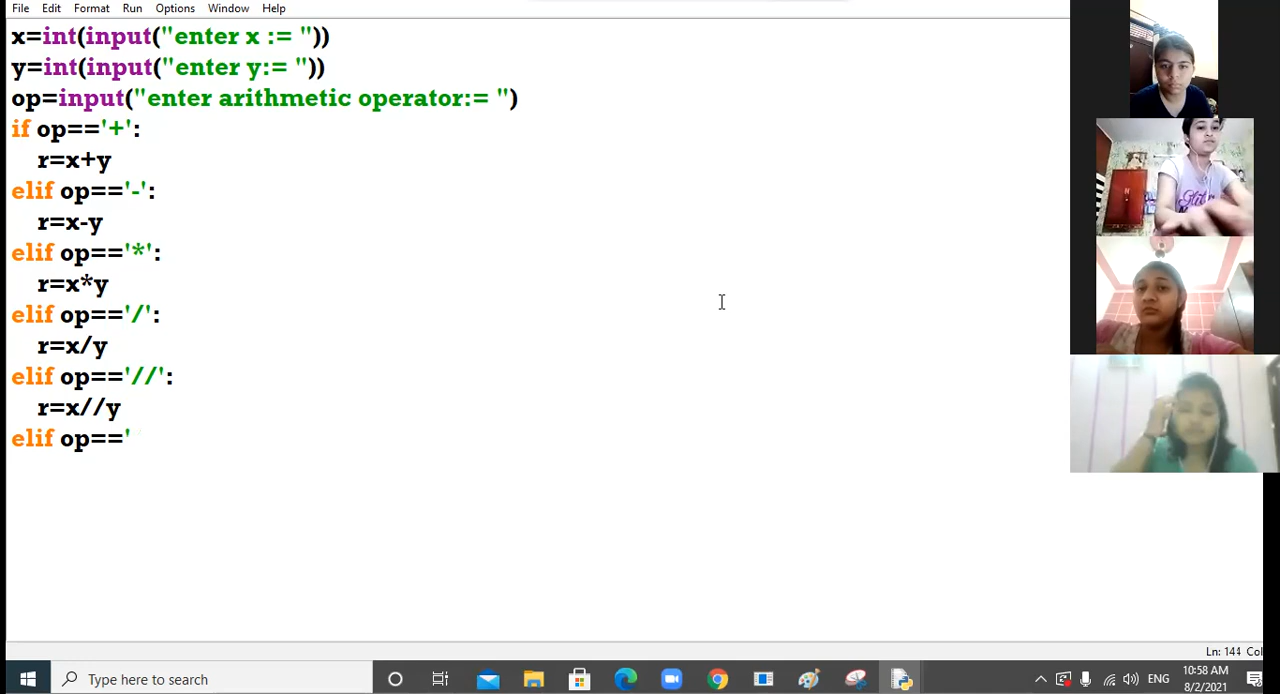 File Edit Format Run Options Window Help
x=int(input("enter x := "))
y=int(input("enter y:= "))
op=input("enter arithmetic operator:= ")
if op=='+':
r=x+y
elif op=='-':
r=x-y
elif op=='*':
r=x*y
elif op=='/':
r=x/y
elif op=='//':
r=x//y
elif op=='
Ln: 144 Col
Type here to search
ENG
10:58 AM
8/2/2021